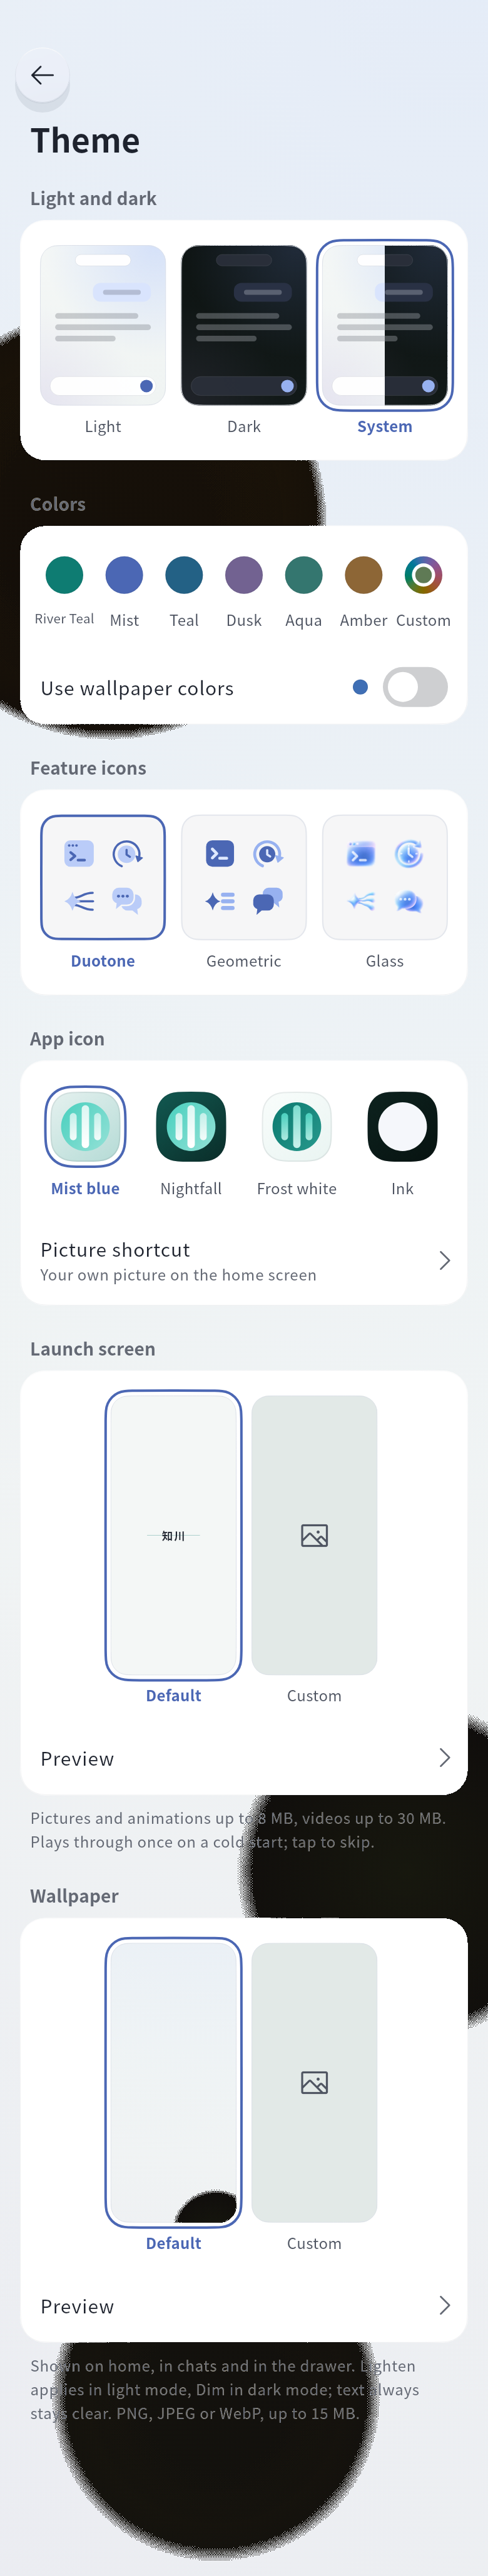 Theme
Light and dark
Light
Dark
System
Colors
River Teal
Mist
Teal
Dusk
Aqua
Amber
Custom
Use wallpaper colors
Feature icons
Duotone
Geometric
Glass
App icon
Mist blue
Nightfall
Frost white
Ink
Picture shortcut
Your own picture on the home screen
Launch screen
知川
Default
Custom
Preview
Pictures and animations up to 8 MB, videos up to 30 MB.
Plays through once on a cold start; tap to skip.
Wallpaper
Default
Custom
Preview
Shown on home, in chats and in the drawer. Lighten
applies in light mode, Dim in dark mode; text always
stays clear. PNG, JPEG or WebP, up to 15 MB.